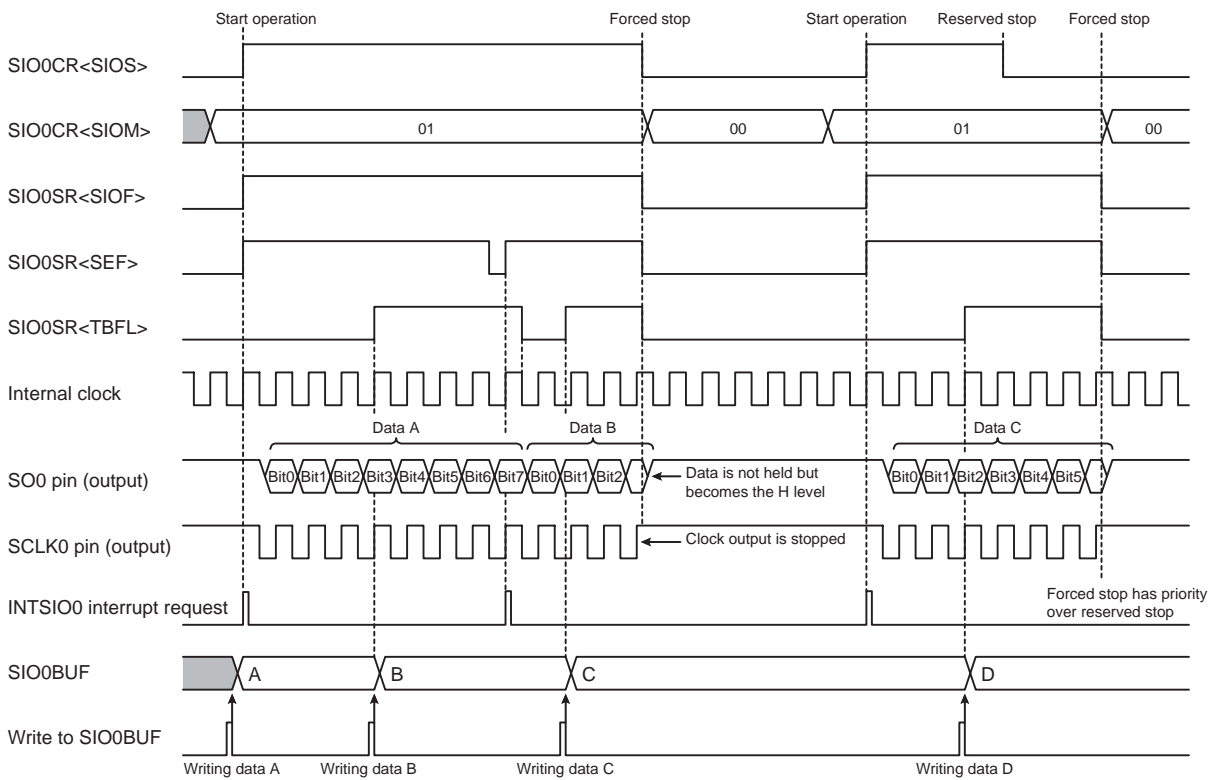 Start operation Forced stop Start operation Reserved stop Forced stop
SIO0CR<SIOS>
SIO0CR<SIOM> 01 00 01 00
SIO0SR<SIOF>
SIO0SR<SEF>
SIO0SR<TBFL>
Internal clock
Data A Data B Data C
SO0 pin (output) Bit0 Bit1 Bit2 Bit3 Bit4 Bit5 Bit6 Bit7 Bit0 Bit1 Bit2 Data is not held but Bit0 Bit1 Bit2 Bit3 Bit4 Bit5
becomes the H level
SCLK0 pin (output) Clock output is stopped
INTSIO0 interrupt request Forced stop has priority
over reserved stop
SIO0BUF A B C D
Write to SIO0BUF
Writing data A Writing data B Writing data C Writing data D